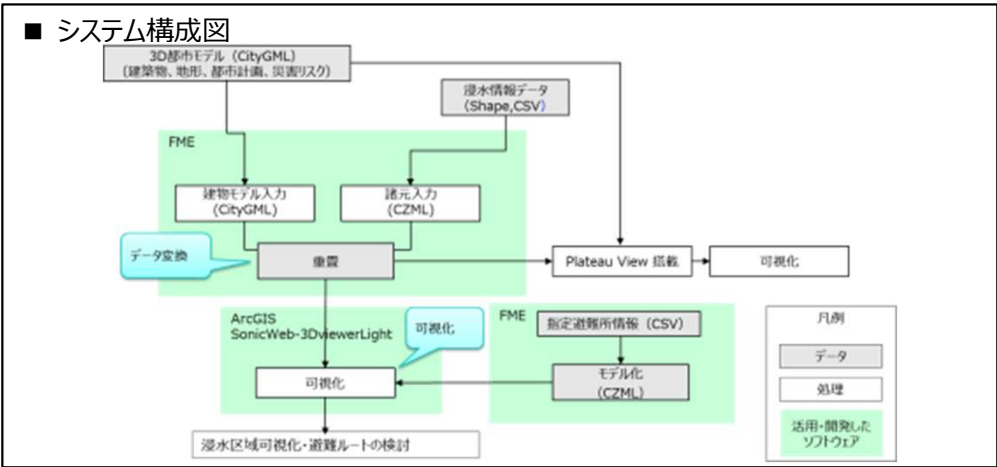 ■ システム構成図
3D都市モデル（CityGML）
(建築物、地形、都市計画、災害リスク)
浸水情報データ
(Shape,CSV)
FME
建物モデル入力
(CityGML)
諸元入力
(CZML)
データ変換
重畳
Plateau View 搭載
可視化
ArcGIS
SonicWeb-3DviewerLight
可視化
可視化
FME
指定避難所情報（CSV）
モデル化
(CZML)
浸水区域可視化・避難ルートの検討
凡例
データ
処理
活用・開発した
ソフトウェア